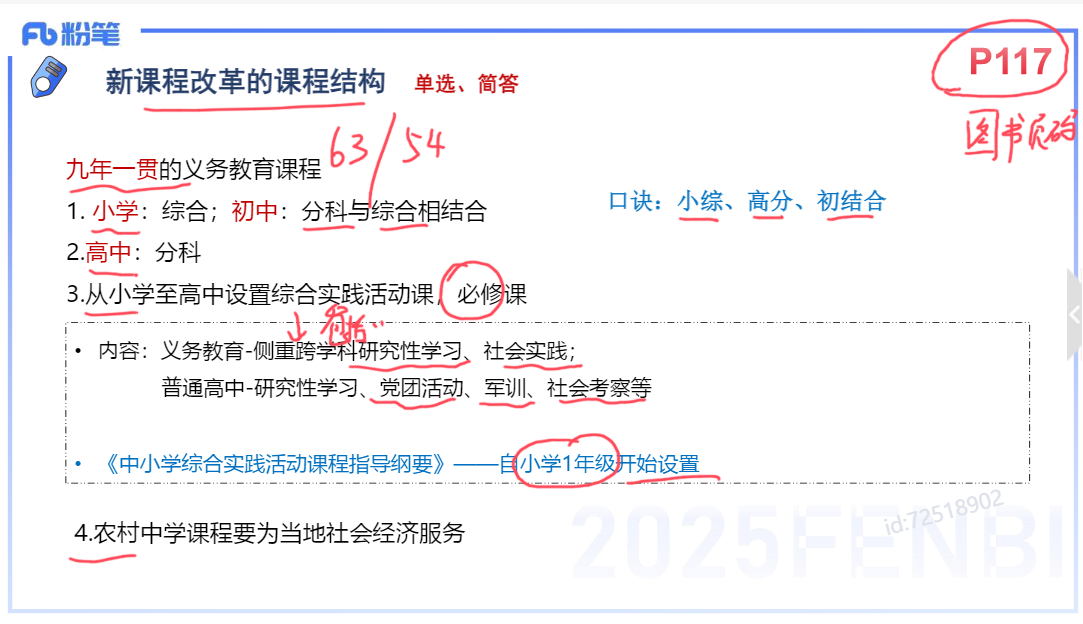 粉笔
新课程改革的课程结构 单选、简答
P117
图书页码
63/54
九年一贯的义务教育课程
1. 小学：综合；初中：分科与综合相结合
口诀：小综、高分、初结合
2.高中：分科
3.从小学至高中设置综合实践活动课，必修课
• 内容：义务教育-侧重跨学科研究性学习、社会实践；
普通高中-研究性学习、党团活动、军训、社会考察等
• 《中小学综合实践活动课程指导纲要》——自小学1年级开始设置
4.农村中学课程要为当地社会经济服务
id:72518902
2025FENBI